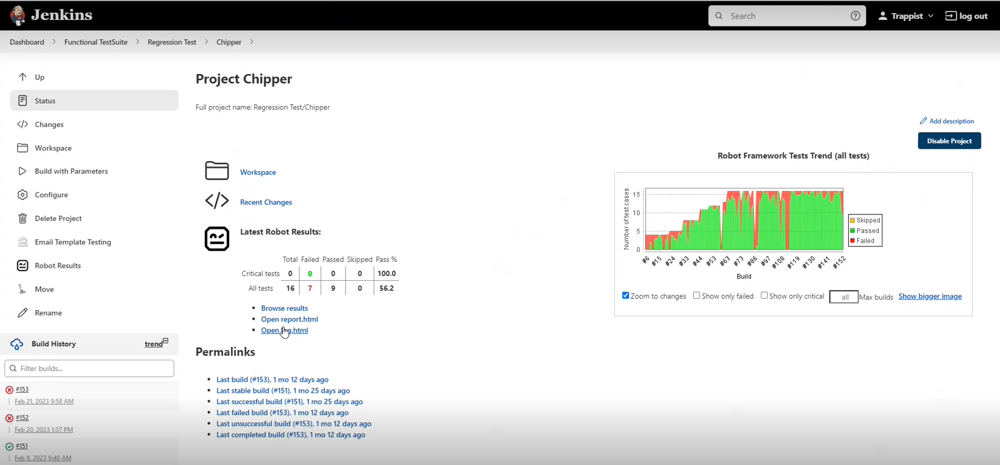 Jenkins
Search
Trappist
log out
Dashboard > Functional TestSuite > Regression Test > Chipper >
Up
Status
Changes
Workspace
Build with Parameters
Configure
Delete Project
Email Template Testing
Robot Results
Move
Rename
Build History
trend
Filter builds...
#153
Feb 21, 2023 9:58 AM
#152
Feb 20, 2023 1:37 PM
#151
Feb 8, 2023 9:40 AM
Project Chipper
Full project name: Regression Test/Chipper
Add description
Disable Project
Workspace
Recent Changes
Latest Robot Results:
Total Failed Passed Skipped Pass %
Critical tests 0 0 0 0 100.0
All tests 16 7 9 0 56.2
Browse results
Open report.html
Open .html
Permalinks
Last build (#153), 1 mo 12 days ago
Last stable build (#151), 1 mo 25 days ago
Last successful build (#151), 1 mo 25 days ago
Last failed build (#153), 1 mo 12 days ago
Last unsuccessful build (#153), 1 mo 12 days ago
Last completed build (#153), 1 mo 12 days ago
Robot Framework Tests Trend (all tests)
Number of test cases
15
10
5
0
#6 #15 #24 #33 #44 #53 #63 #73 #86 #97 #108 #119 #130 #141 #152
Build
Skipped
Passed
Failed
Zoom to changes Show only failed Show only critical all Max builds Show bigger image